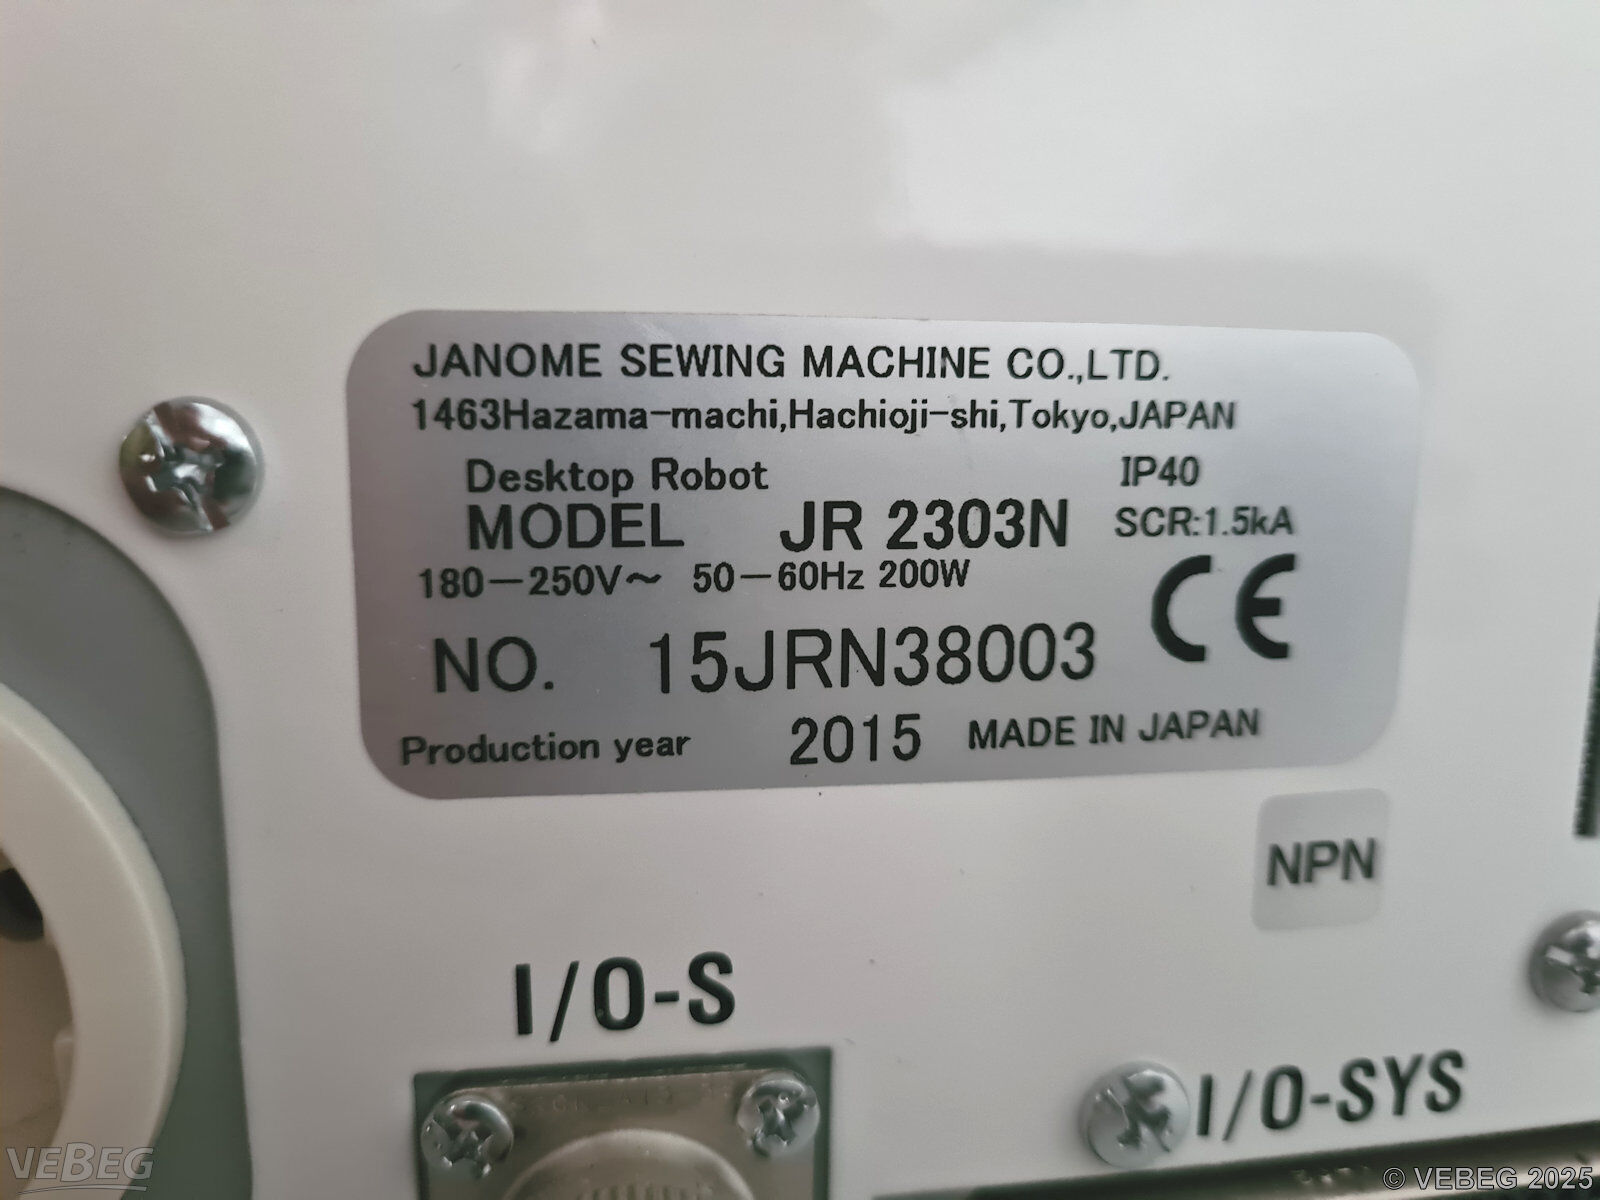 JANOME SEWING MACHINE CO.,LTD.
1463Hazama-machi,Hachioji-shi,Tokyo,JAPAN
Desktop Robot IP40
MODEL JR 2303N SCR:1.5kA
180-250V~ 50-60Hz 200W
CE
NO. 15JRN38003
Production year 2015 MADE IN JAPAN
NPN
I/O-S
I/O-SYS
VEBEG
© VEBEG 2025